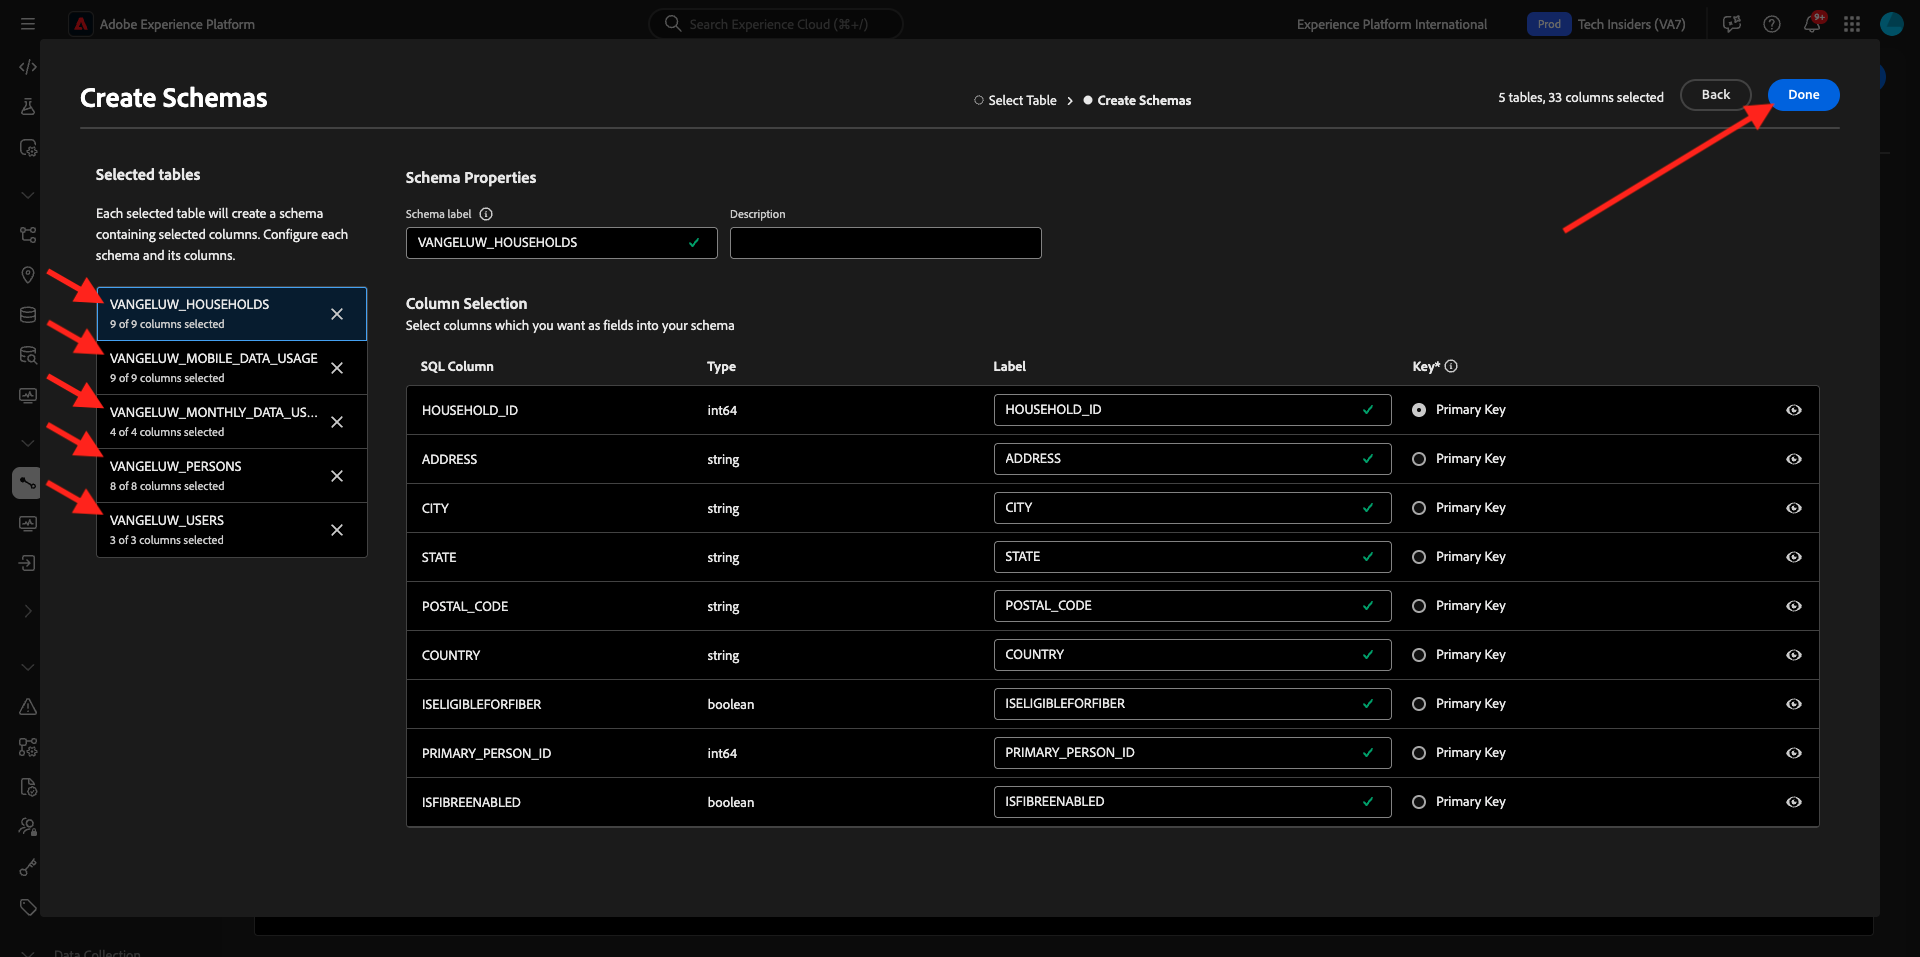 Adobe Experience Platform
Search Experience Cloud (⌘+/)
Experience Platform International
Prod
Tech Insiders (VA7)
9+
Create Schemas
Select Table
Create Schemas
5 tables, 33 columns selected
Back
Done
Selected tables
Each selected table will create a schema
containing selected columns. Configure each
schema and its columns.
VANGELUW_HOUSEHOLDS
9 of 9 columns selected
VANGELUW_MOBILE_DATA_USAGE
9 of 9 columns selected
VANGELUW_MONTHLY_DATA_US...
4 of 4 columns selected
VANGELUW_PERSONS
8 of 8 columns selected
VANGELUW_USERS
3 of 3 columns selected
Schema Properties
Schema label
Description
VANGELUW_HOUSEHOLDS
Column Selection
Select columns which you want as fields into your schema
SQL Column Type Label Key*
HOUSEHOLD_ID int64 HOUSEHOLD_ID Primary Key
ADDRESS string ADDRESS Primary Key
CITY string CITY Primary Key
STATE string STATE Primary Key
POSTAL_CODE string POSTAL_CODE Primary Key
COUNTRY string COUNTRY Primary Key
ISELIGIBLEFORFIBER boolean ISELIGIBLEFORFIBER Primary Key
PRIMARY_PERSON_ID int64 PRIMARY_PERSON_ID Primary Key
ISFIBREENABLED boolean ISFIBREENABLED Primary Key
Data Collection